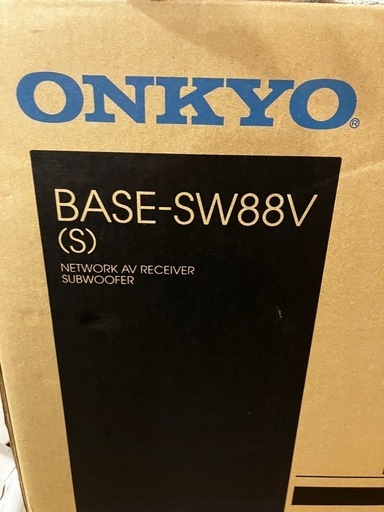 ONKYO®
BASE-SW88V
(S)
NETWORK AV RECEIVER
SUBWOOFER